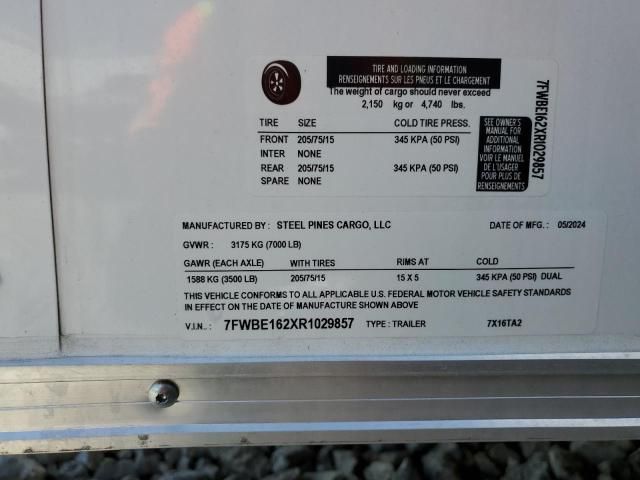 TIRE AND LOADING INFORMATION
RENSEIGNEMENTS SUR LES PNEUS ET LE CHARGEMENT
The weight of cargo should never exceed
2,150 kg or 4,740 lbs.
TIRE SIZE COLD TIRE PRESS.
FRONT 205/75/15 345 KPA (50 PSI)
INTER NONE
REAR 205/75/15 345 KPA (50 PSI)
SPARE NONE
SEE OWNER'S
MANUAL FOR
ADDITIONAL
INFORMATION
VOIR LE MANUEL
DE L'USAGER
POUR PLUS DE
RENSEIGNEMENTS
7FWBE162XR1029857
MANUFACTURED BY: STEEL PINES CARGO, LLC DATE OF MFG. : 05/2024
GVWR : 3175 KG (7000 LB)
GAWR (EACH AXLE) WITH TIRES RIMS AT COLD
1588 KG (3500 LB) 205/75/15 15 X 5 345 KPA (50 PSI) DUAL
THIS VEHICLE CONFORMS TO ALL APPLICABLE U.S. FEDERAL MOTOR VEHICLE SAFETY STANDARDS
IN EFFECT ON THE DATE OF MANUFACTURE SHOWN ABOVE
V.I.N..: 7FWBE162XR1029857 TYPE : TRAILER 7X16TA2